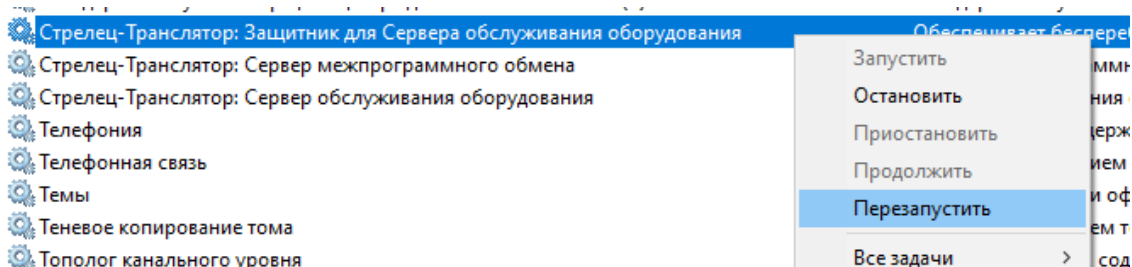 Стрелец-Транслятор: Защитник для Сервера обслуживания оборудования Обеспечивает
Стрелец-Транслятор: Сервер межпрограммного обмена
Стрелец-Транслятор: Сервер обслуживания оборудования
Телефония
Телефонная связь
Темы
Теневое копирование тома
Тополог канального уровня
Запустить
Остановить
Приостановить
Продолжить
Перезапустить
Все задачи